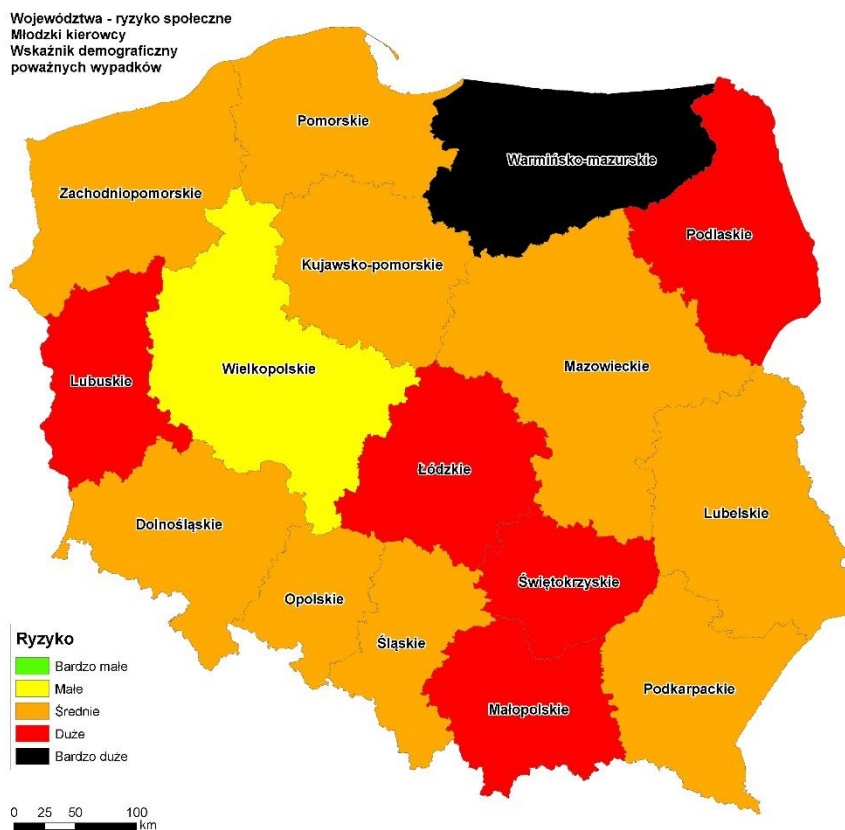 Województwa - ryzyko społeczne
Młodzki kierowcy
Wskaźnik demograficzny
poważnych wypadków
Pomorskie
Warmińsko-mazurskie
Zachodniopomorskie
Podlaskie
Kujawsko-pomorskie
Mazowieckie
Wielkopolskie
Lubuskie
Łódzkie
Lubelskie
Dolnośląskie
Świętokrzyskie
Opolskie
Śląskie
Podkarpackie
Małopolskie
Ryzyko
Bardzo małe
Małe
Średnie
Duże
Bardzo duże
0 25 50 100
km